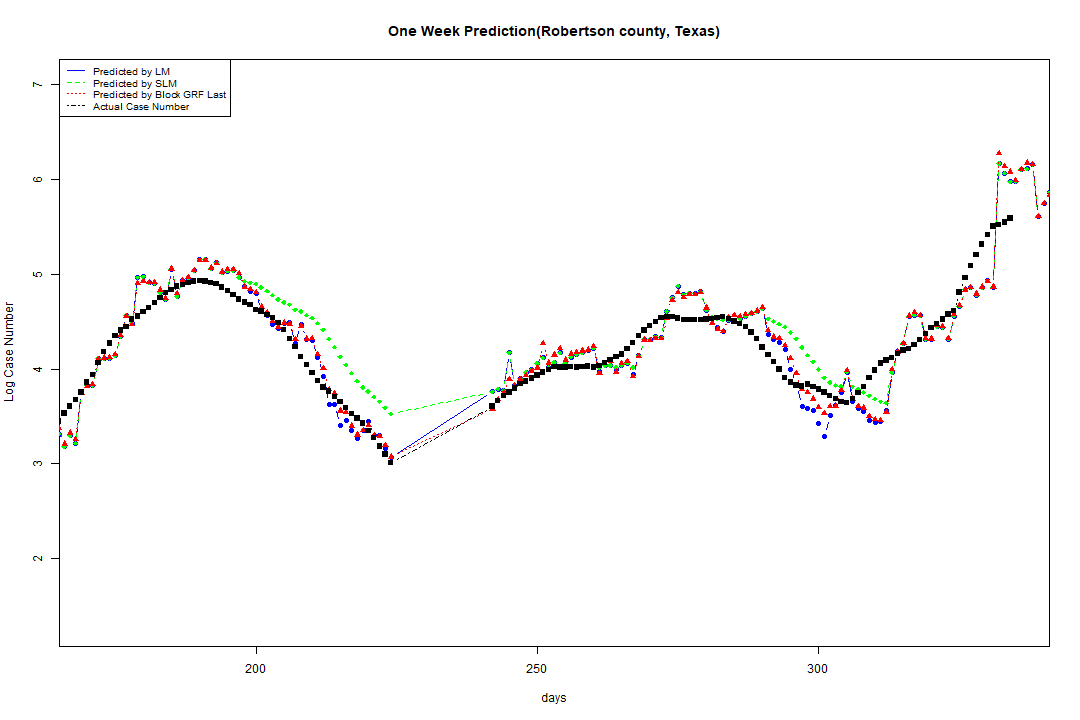 One Week Prediction(Robertson county, Texas)
Predicted by LM
Predicted by SLM
Predicted by Block GRF Last
Actual Case Number
7
6
5
4
3
2
Log Case Number
200 250 300
days